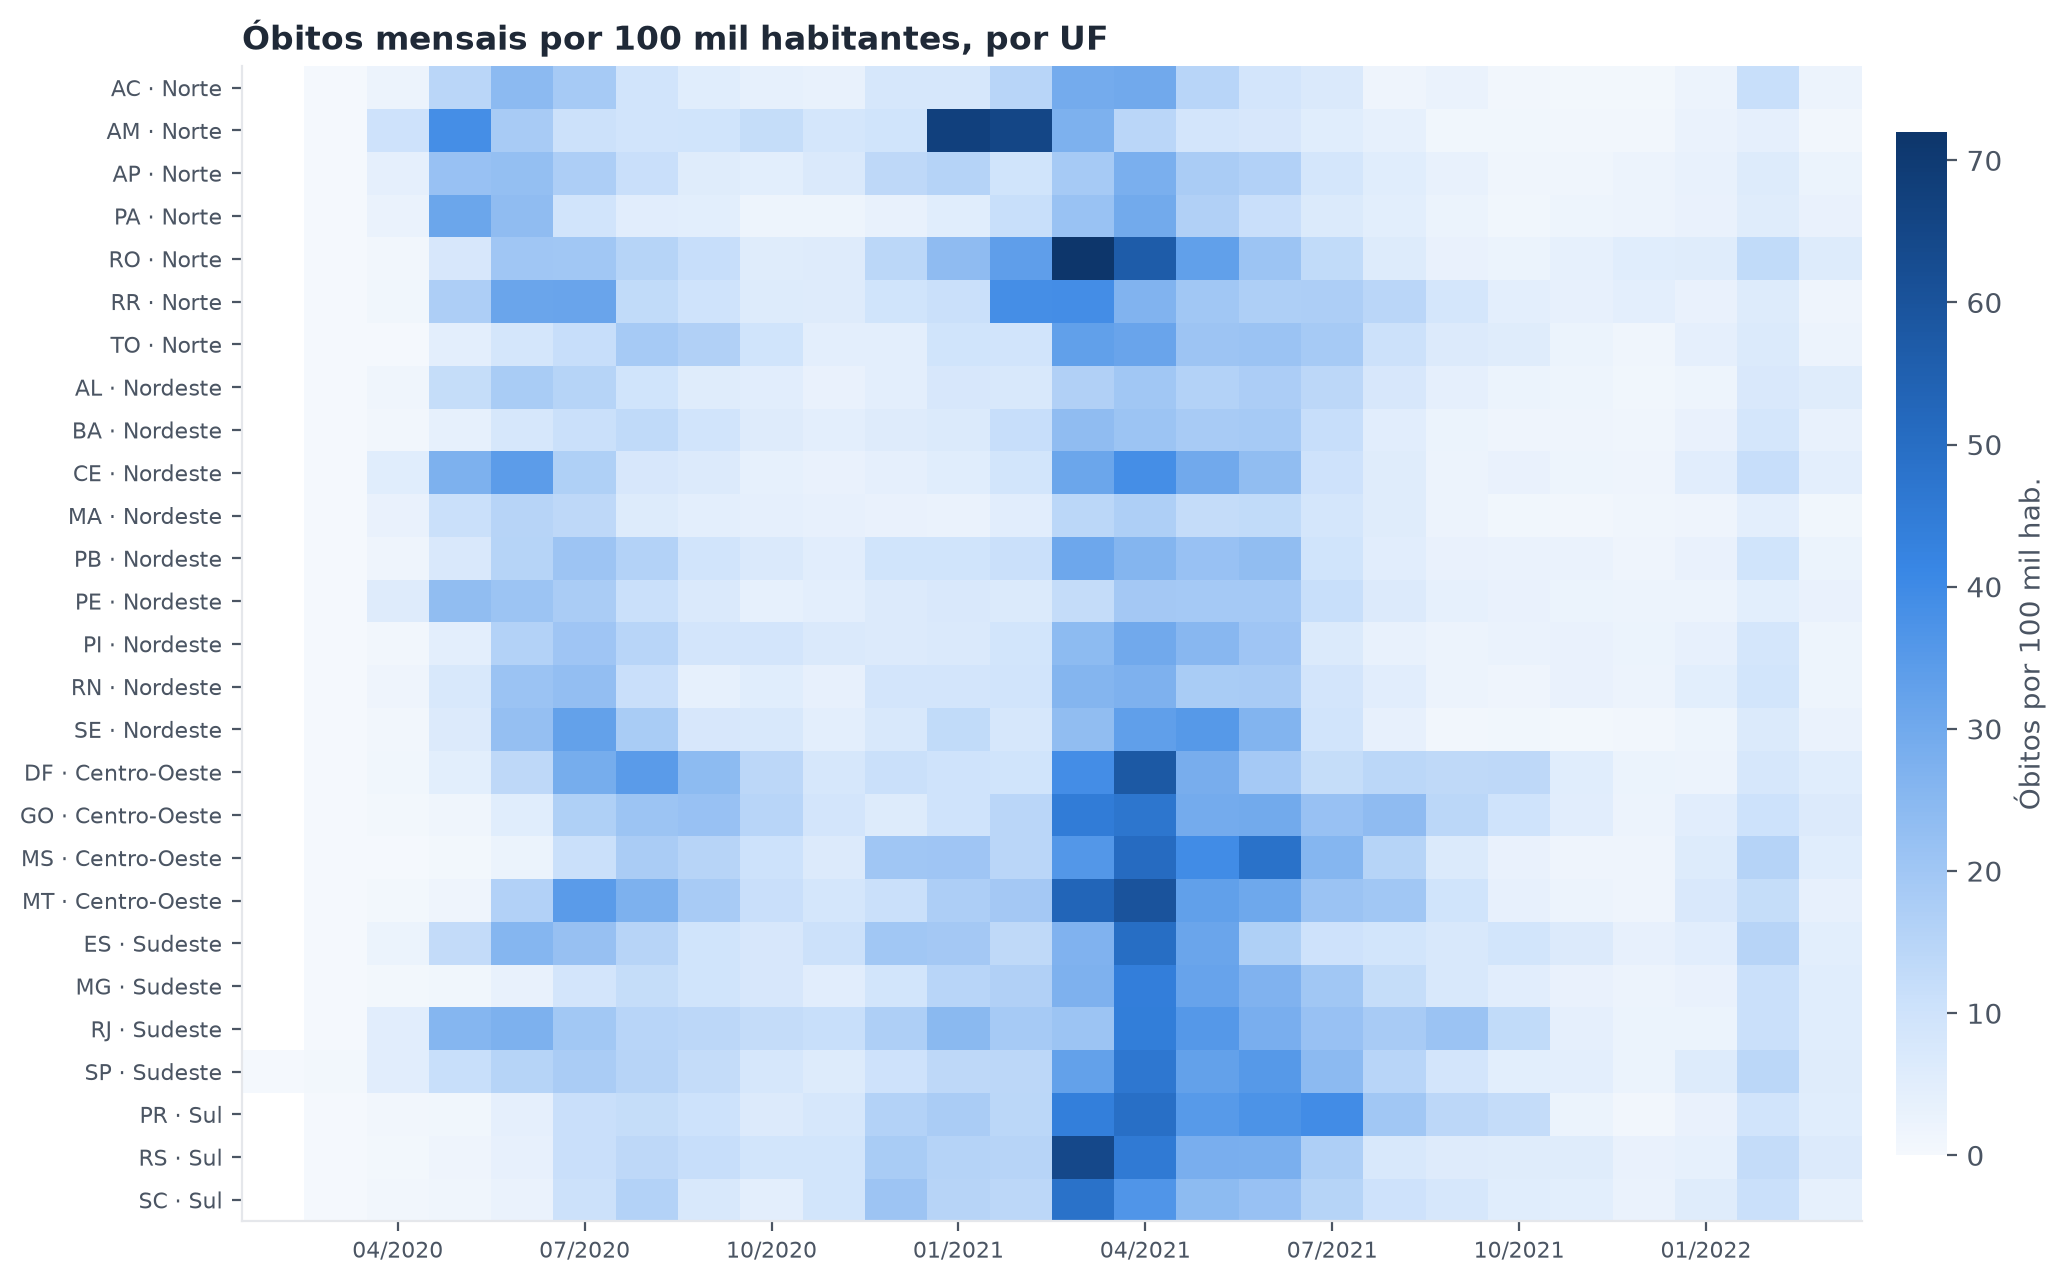 Óbitos mensais por 100 mil habitantes, por UF
AC · Norte
AM · Norte
AP · Norte
PA · Norte
RO · Norte
RR · Norte
TO · Norte
AL · Nordeste
BA · Nordeste
CE · Nordeste
MA · Nordeste
PB · Nordeste
PE · Nordeste
PI · Nordeste
RN · Nordeste
SE · Nordeste
DF · Centro-Oeste
GO · Centro-Oeste
MS · Centro-Oeste
MT · Centro-Oeste
ES · Sudeste
MG · Sudeste
RJ · Sudeste
SP · Sudeste
PR · Sul
RS · Sul
SC · Sul
04/2020
07/2020
10/2020
01/2021
04/2021
07/2021
10/2021
01/2022
70
60
50
40
30
20
10
0
Óbitos por 100 mil hab.